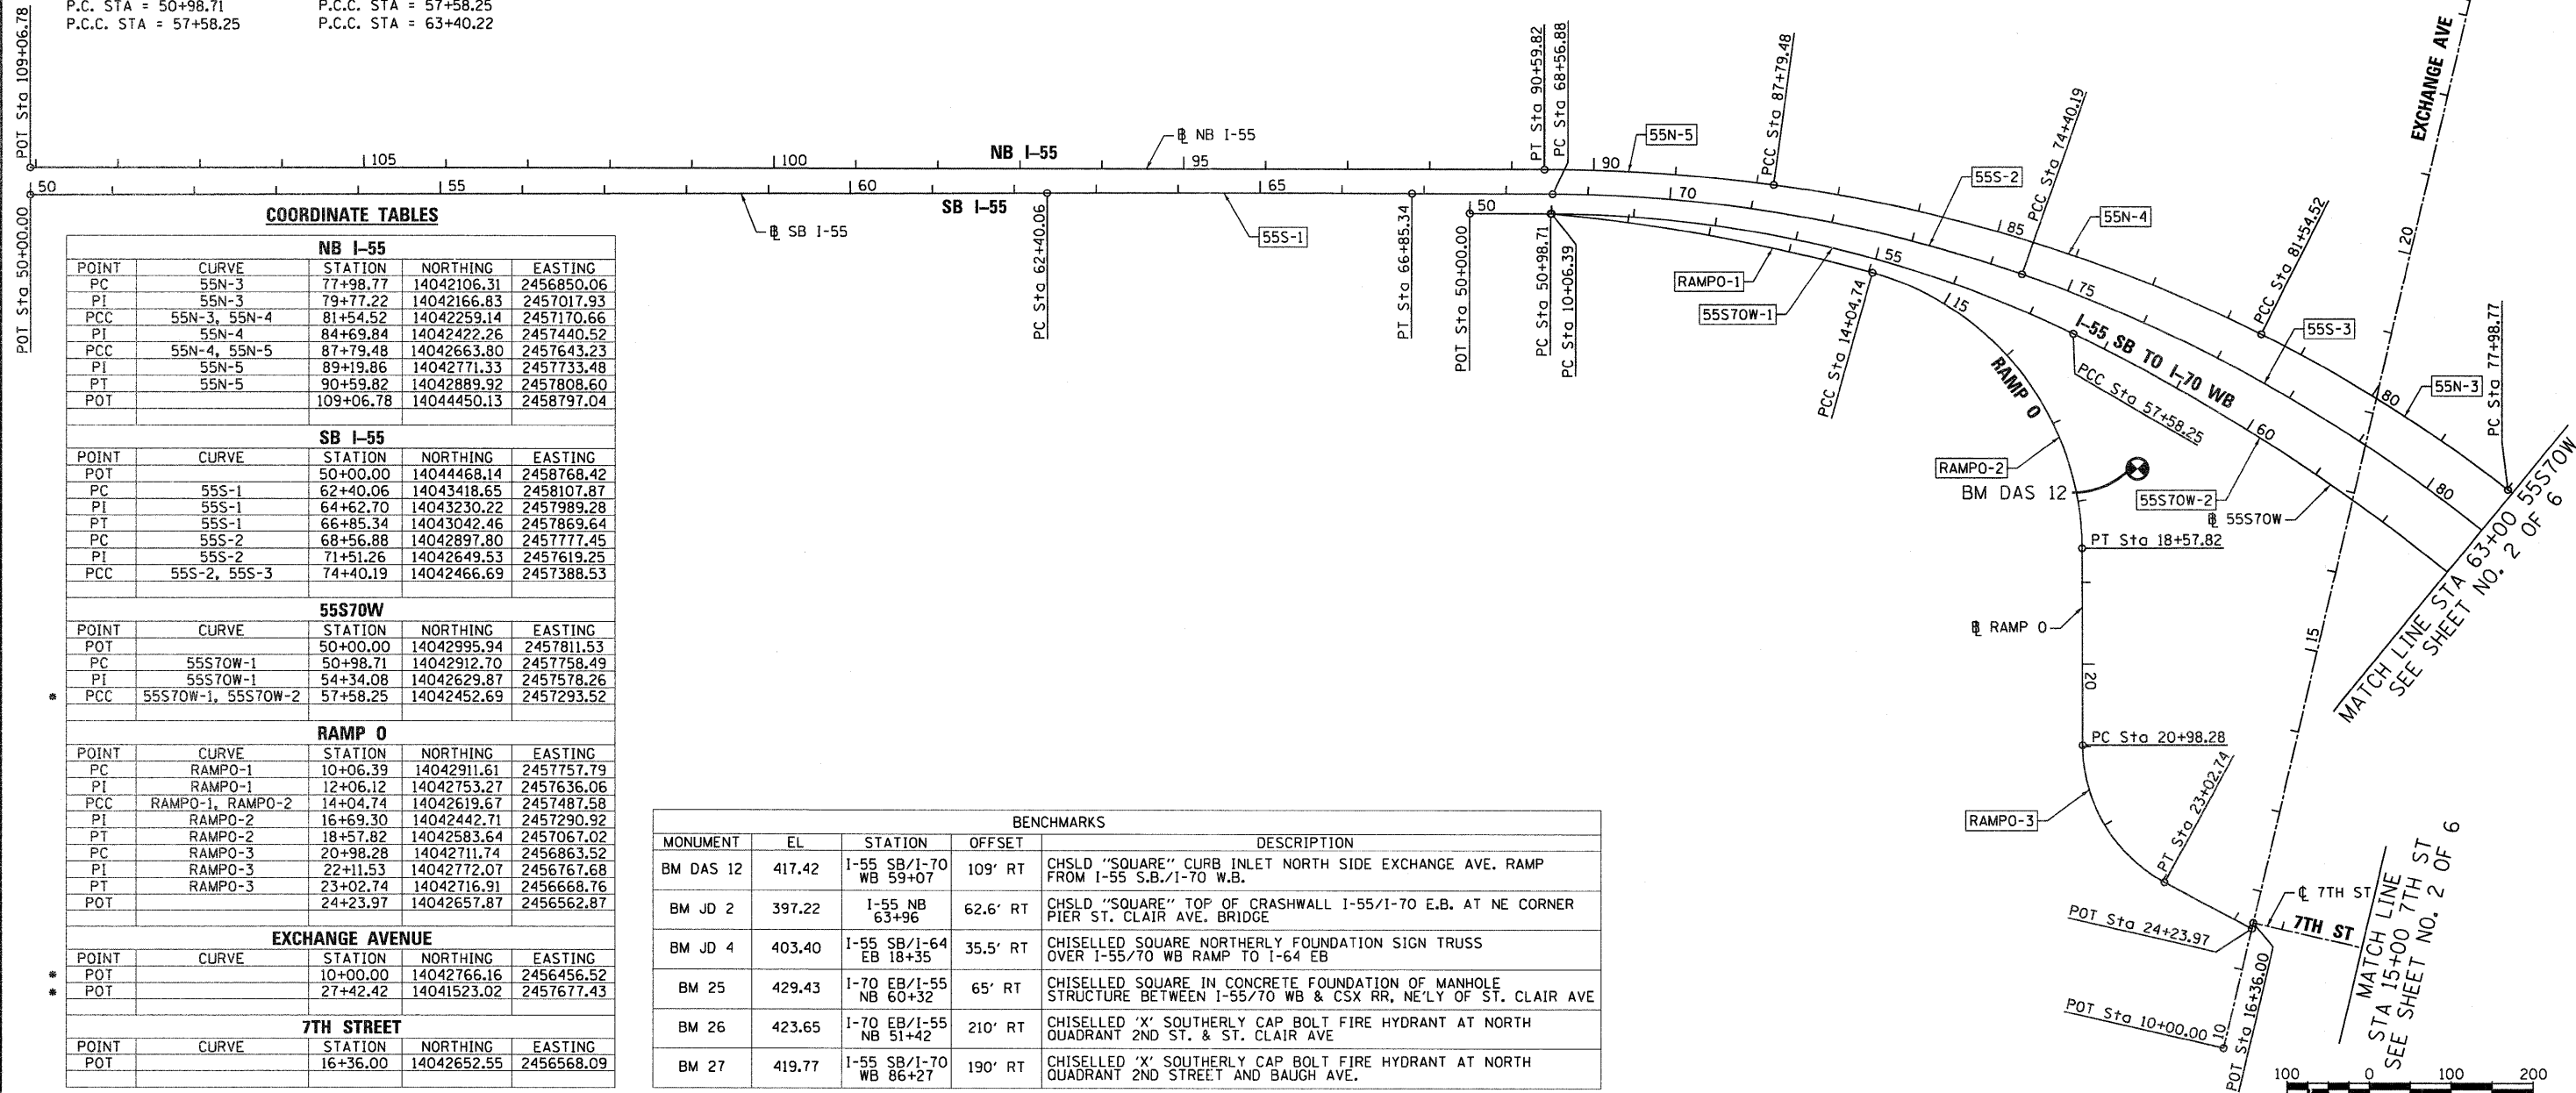 P.C. STA = 50+98.71 P.C.C. STA = 57+58.25
P.C.C. STA = 57+58.25 P.C.C. STA = 63+40.22
POT Sta 109+06.78
POT Sta 50+00.00
105
100
NB I-55
℄ NB I-55
95
PT Sta 90+59.82
PC Sta 68+56.88
90
55N-5
PCC Sta 87+79.48
50
55
60
65
70
SB I-55
℄ SB I-55
PC Sta 62+40.06
55S-1
PT Sta 66+85.34
50
POT Sta 50+00.00
PC Sta 50+98.71
PC Sta 10+06.39
RAMPO-1
55S70W-1
PCC Sta 14+04.74
55
15
55S-2
PCC Sta 74+40.19
85
55N-4
75
PCC Sta 81+54.52
55S-3
EXCHANGE AVE
20
I-55 SB TO I-70 WB
RAMP O
PCC Sta 57+58.25
60
80
55N-3
PC Sta 77+98.77
80
RAMPO-2
BM DAS 12
55S70W-2
℄ 55S70W
MATCH LINE STA 63+00 55S70W
SEE SHEET NO. 2 OF 6
PT Sta 18+57.82
℄ RAMP O
15
20
PC Sta 20+98.28
RAMPO-3
PT Sta 23+02.74
℄ 7TH ST
7TH ST
POT Sta 24+23.97
POT Sta 10+00.00
10
POT Sta 16+36.00
MATCH LINE
STA 15+00 7TH ST
SEE SHEET NO. 2 OF 6
100 0 100 200
COORDINATE TABLES
NB I-55
POINT CURVE STATION NORTHING EASTING
PC 55N-3 77+98.77 14042106.31 2456850.06
PI 55N-3 79+77.22 14042166.83 2457017.93
PCC 55N-3, 55N-4 81+54.52 14042259.14 2457170.66
PI 55N-4 84+69.84 14042422.26 2457440.52
PCC 55N-4, 55N-5 87+79.48 14042663.80 2457643.23
PI 55N-5 89+19.86 14042771.33 2457733.48
PT 55N-5 90+59.82 14042889.92 2457808.60
POT 109+06.78 14044450.13 2458797.04
SB I-55
POINT CURVE STATION NORTHING EASTING
POT 50+00.00 14044468.14 2458768.42
PC 55S-1 62+40.06 14043418.65 2458107.87
PI 55S-1 64+62.70 14043230.22 2457989.28
PT 55S-1 66+85.34 14043042.46 2457869.64
PC 55S-2 68+56.88 14042897.80 2457777.45
PI 55S-2 71+51.26 14042649.53 2457619.25
PCC 55S-2, 55S-3 74+40.19 14042466.69 2457388.53
55S70W
POINT CURVE STATION NORTHING EASTING
POT 50+00.00 14042995.94 2457811.53
PC 55S70W-1 50+98.71 14042912.70 2457758.49
PI 55S70W-1 54+34.08 14042629.87 2457578.26
* PCC 55S70W-1, 55S70W-2 57+58.25 14042452.69 2457293.52
RAMP O
POINT CURVE STATION NORTHING EASTING
PC RAMPO-1 10+06.39 14042911.61 2457757.79
PI RAMPO-1 12+06.12 14042753.27 2457636.06
PCC RAMPO-1, RAMPO-2 14+04.74 14042619.67 2457487.58
PI RAMPO-2 16+69.30 14042442.71 2457290.92
PT RAMPO-2 18+57.82 14042583.64 2457067.02
PC RAMPO-3 20+98.28 14042711.74 2456863.52
PI RAMPO-3 22+11.53 14042772.07 2456767.68
PT RAMPO-3 23+02.74 14042716.91 2456668.76
POT 24+23.97 14042657.87 2456562.87
EXCHANGE AVENUE
POINT CURVE STATION NORTHING EASTING
* POT 10+00.00 14042766.16 2456456.52
* POT 27+42.42 14041523.02 2457677.43
7TH STREET
POINT CURVE STATION NORTHING EASTING
POT 16+36.00 14042652.55 2456568.09
BENCHMARKS
MONUMENT EL STATION OFFSET DESCRIPTION
BM DAS 12 417.42 I-55 SB/I-70 WB 59+07 109' RT CHSLD "SQUARE" CURB INLET NORTH SIDE EXCHANGE AVE. RAMP
FROM I-55 S.B./I-70 W.B.
BM JD 2 397.22 I-55 NB 63+96 62.6' RT CHSLD "SQUARE" TOP OF CRASHWALL I-55/I-70 E.B. AT NE CORNER
PIER ST. CLAIR AVE. BRIDGE
BM JD 4 403.40 I-55 SB/I-64 EB 18+35 35.5' RT CHISELLED SQUARE NORTHERLY FOUNDATION SIGN TRUSS
OVER I-55/70 WB RAMP TO I-64 EB
BM 25 429.43 I-70 EB/I-55 NB 60+32 65' RT CHISELLED SQUARE IN CONCRETE FOUNDATION OF MANHOLE
STRUCTURE BETWEEN I-55/70 WB & CSX RR, NE'LY OF ST. CLAIR AVE
BM 26 423.65 I-70 EB/I-55 NB 51+42 210' RT CHISELLED 'X' SOUTHERLY CAP BOLT FIRE HYDRANT AT NORTH
QUADRANT 2ND ST. & ST. CLAIR AVE
BM 27 419.77 I-55 SB/I-70 WB 86+27 190' RT CHISELLED 'X' SOUTHERLY CAP BOLT FIRE HYDRANT AT NORTH
QUADRANT 2ND STREET AND BAUGH AVE.